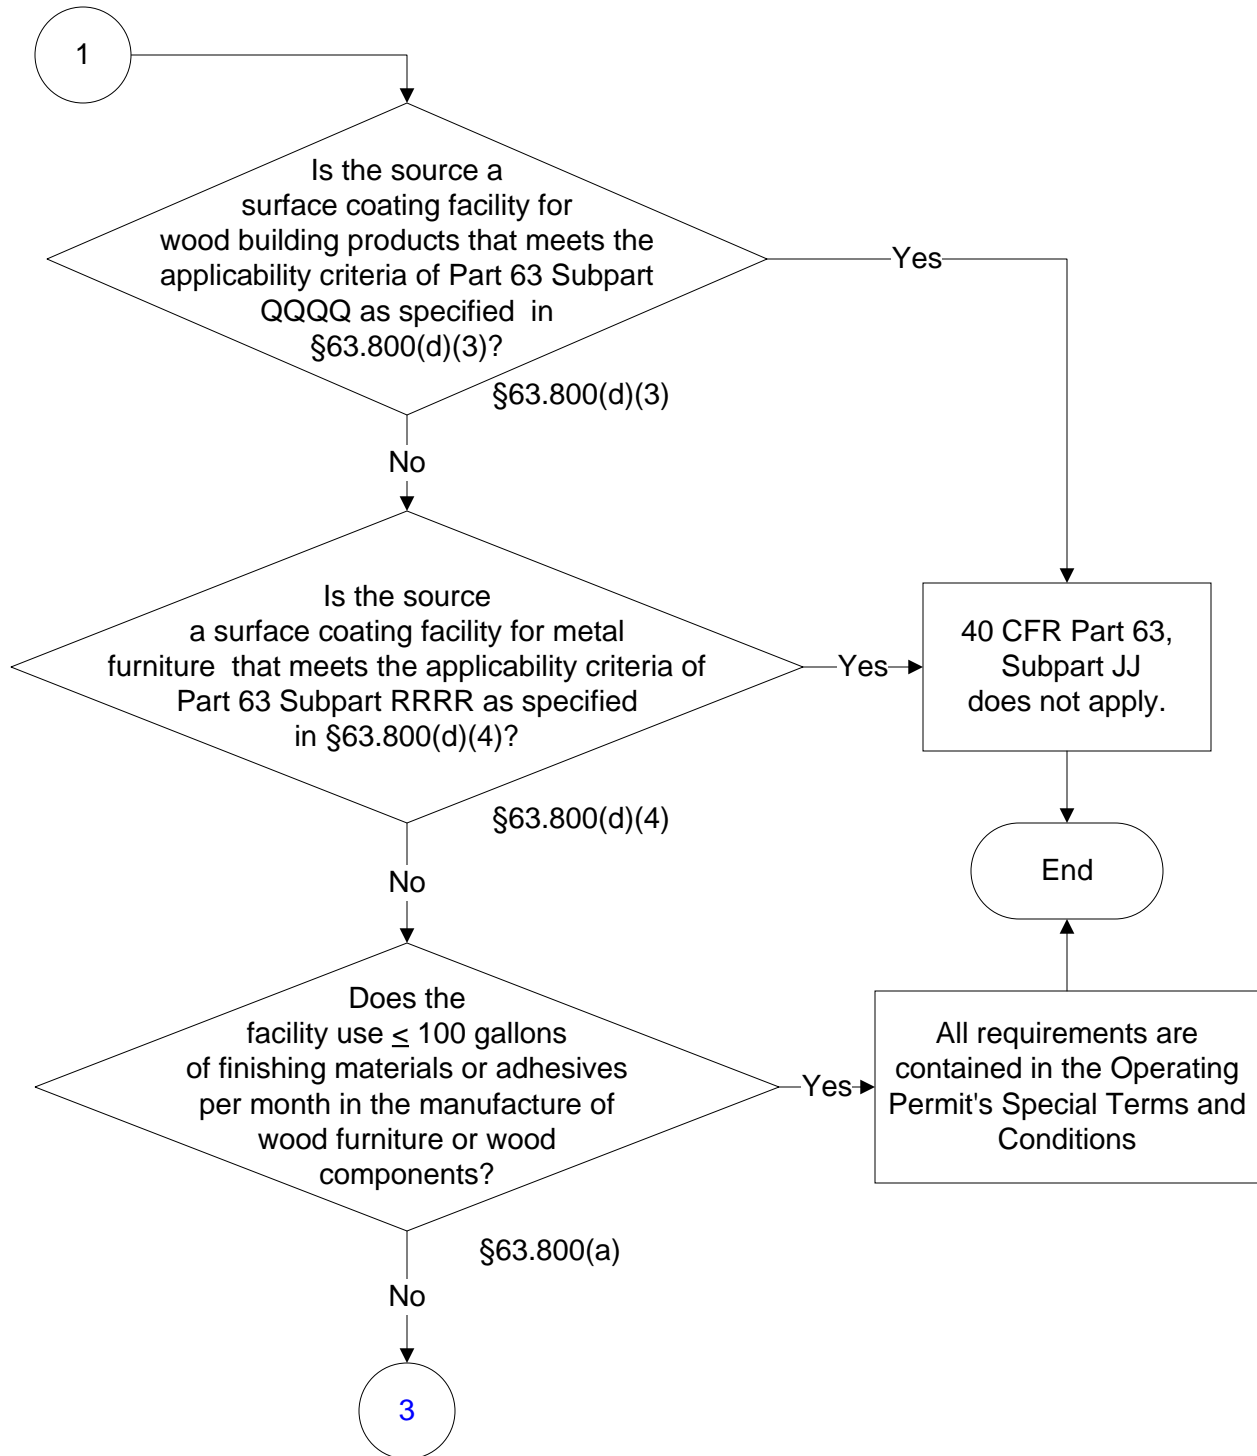 1
Is the source a
surface coating facility for
wood building products that meets the
applicability criteria of Part 63 Subpart
QQQQ as specified  in
§63.800(d)(3)?
Yes
§63.800(d)(3)
No
Is the source
a surface coating facility for metal
furniture  that meets the applicability criteria of
Part 63 Subpart RRRR as specified
in §63.800(d)(4)?
Yes
40 CFR Part 63,
Subpart JJ
does not apply.
§63.800(d)(4)
End
No
Does the
facility use ≤ 100 gallons
of finishing materials or adhesives
per month in the manufacture of
wood furniture or wood
components?
Yes
All requirements are
contained in the Operating
Permit's Special Terms and
Conditions
§63.800(a)
No
3